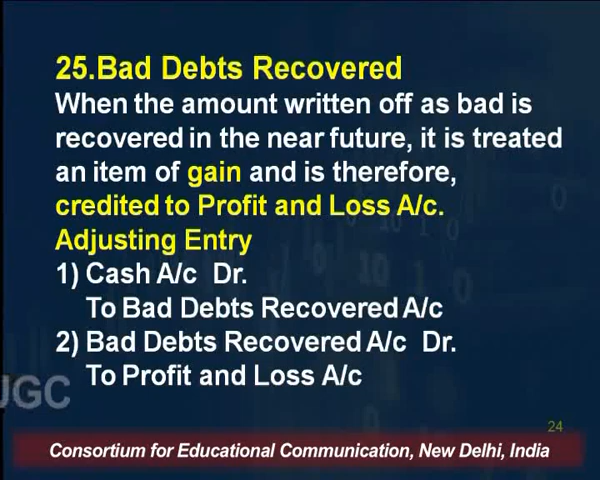 25.Bad Debts Recovered
When the amount written off as bad is
recovered in the near future, it is treated
an item of gain and is therefore,
credited to Profit and Loss A/c.
Adjusting Entry
1) Cash A/c Dr.
To Bad Debts Recovered A/c
2) Bad Debts Recovered A/c Dr.
To Profit and Loss A/c
UGC
24
Consortium for Educational Communication, New Delhi, India